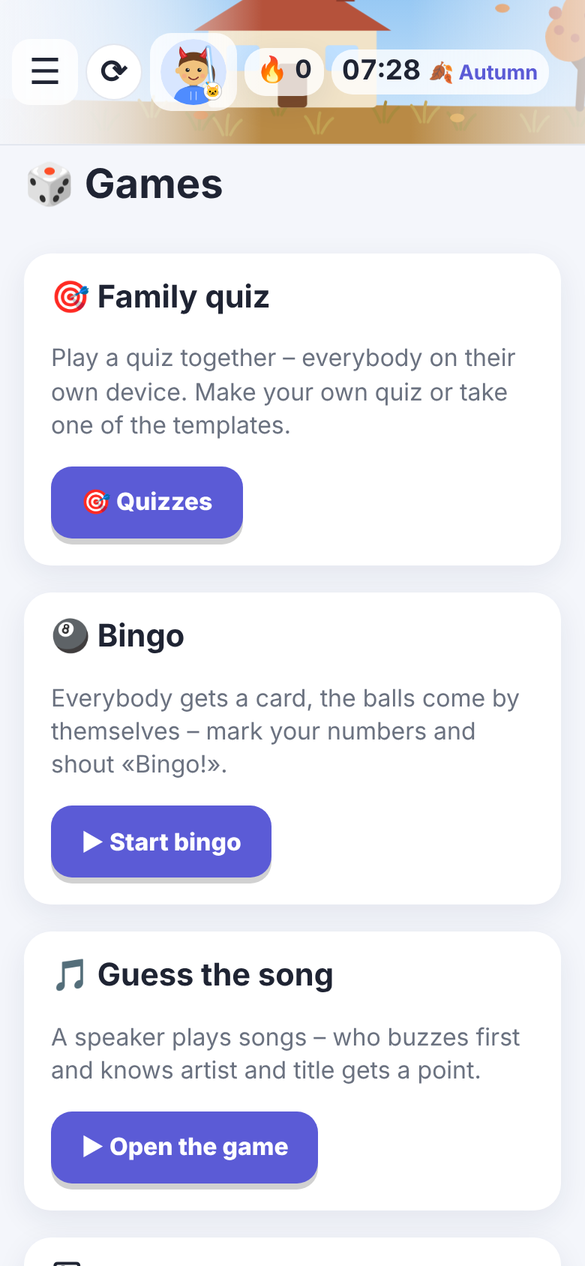 ☰ ⟳ 🔥 0 07:28 🍂 Autumn
🎲 Games
🎯 Family quiz
Play a quiz together – everybody on their
own device. Make your own quiz or take
one of the templates.
🎯 Quizzes
🎱 Bingo
Everybody gets a card, the balls come by
themselves – mark your numbers and
shout «Bingo!».
▶ Start bingo
🎵 Guess the song
A speaker plays songs – who buzzes first
and knows artist and title gets a point.
▶ Open the game